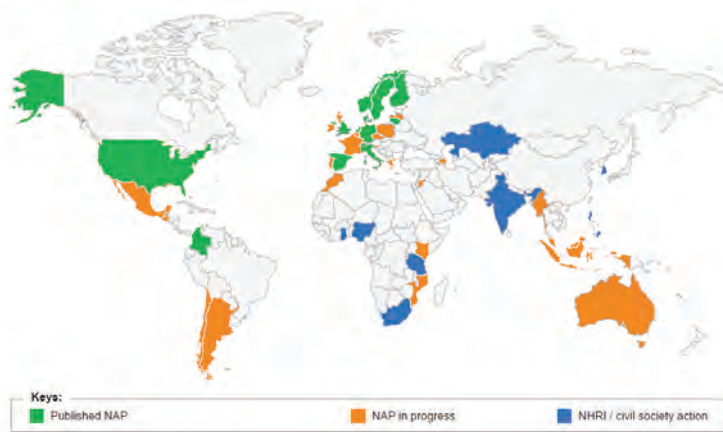 Keys:
Published NAP
NAP in progress
NHRI / civil society action